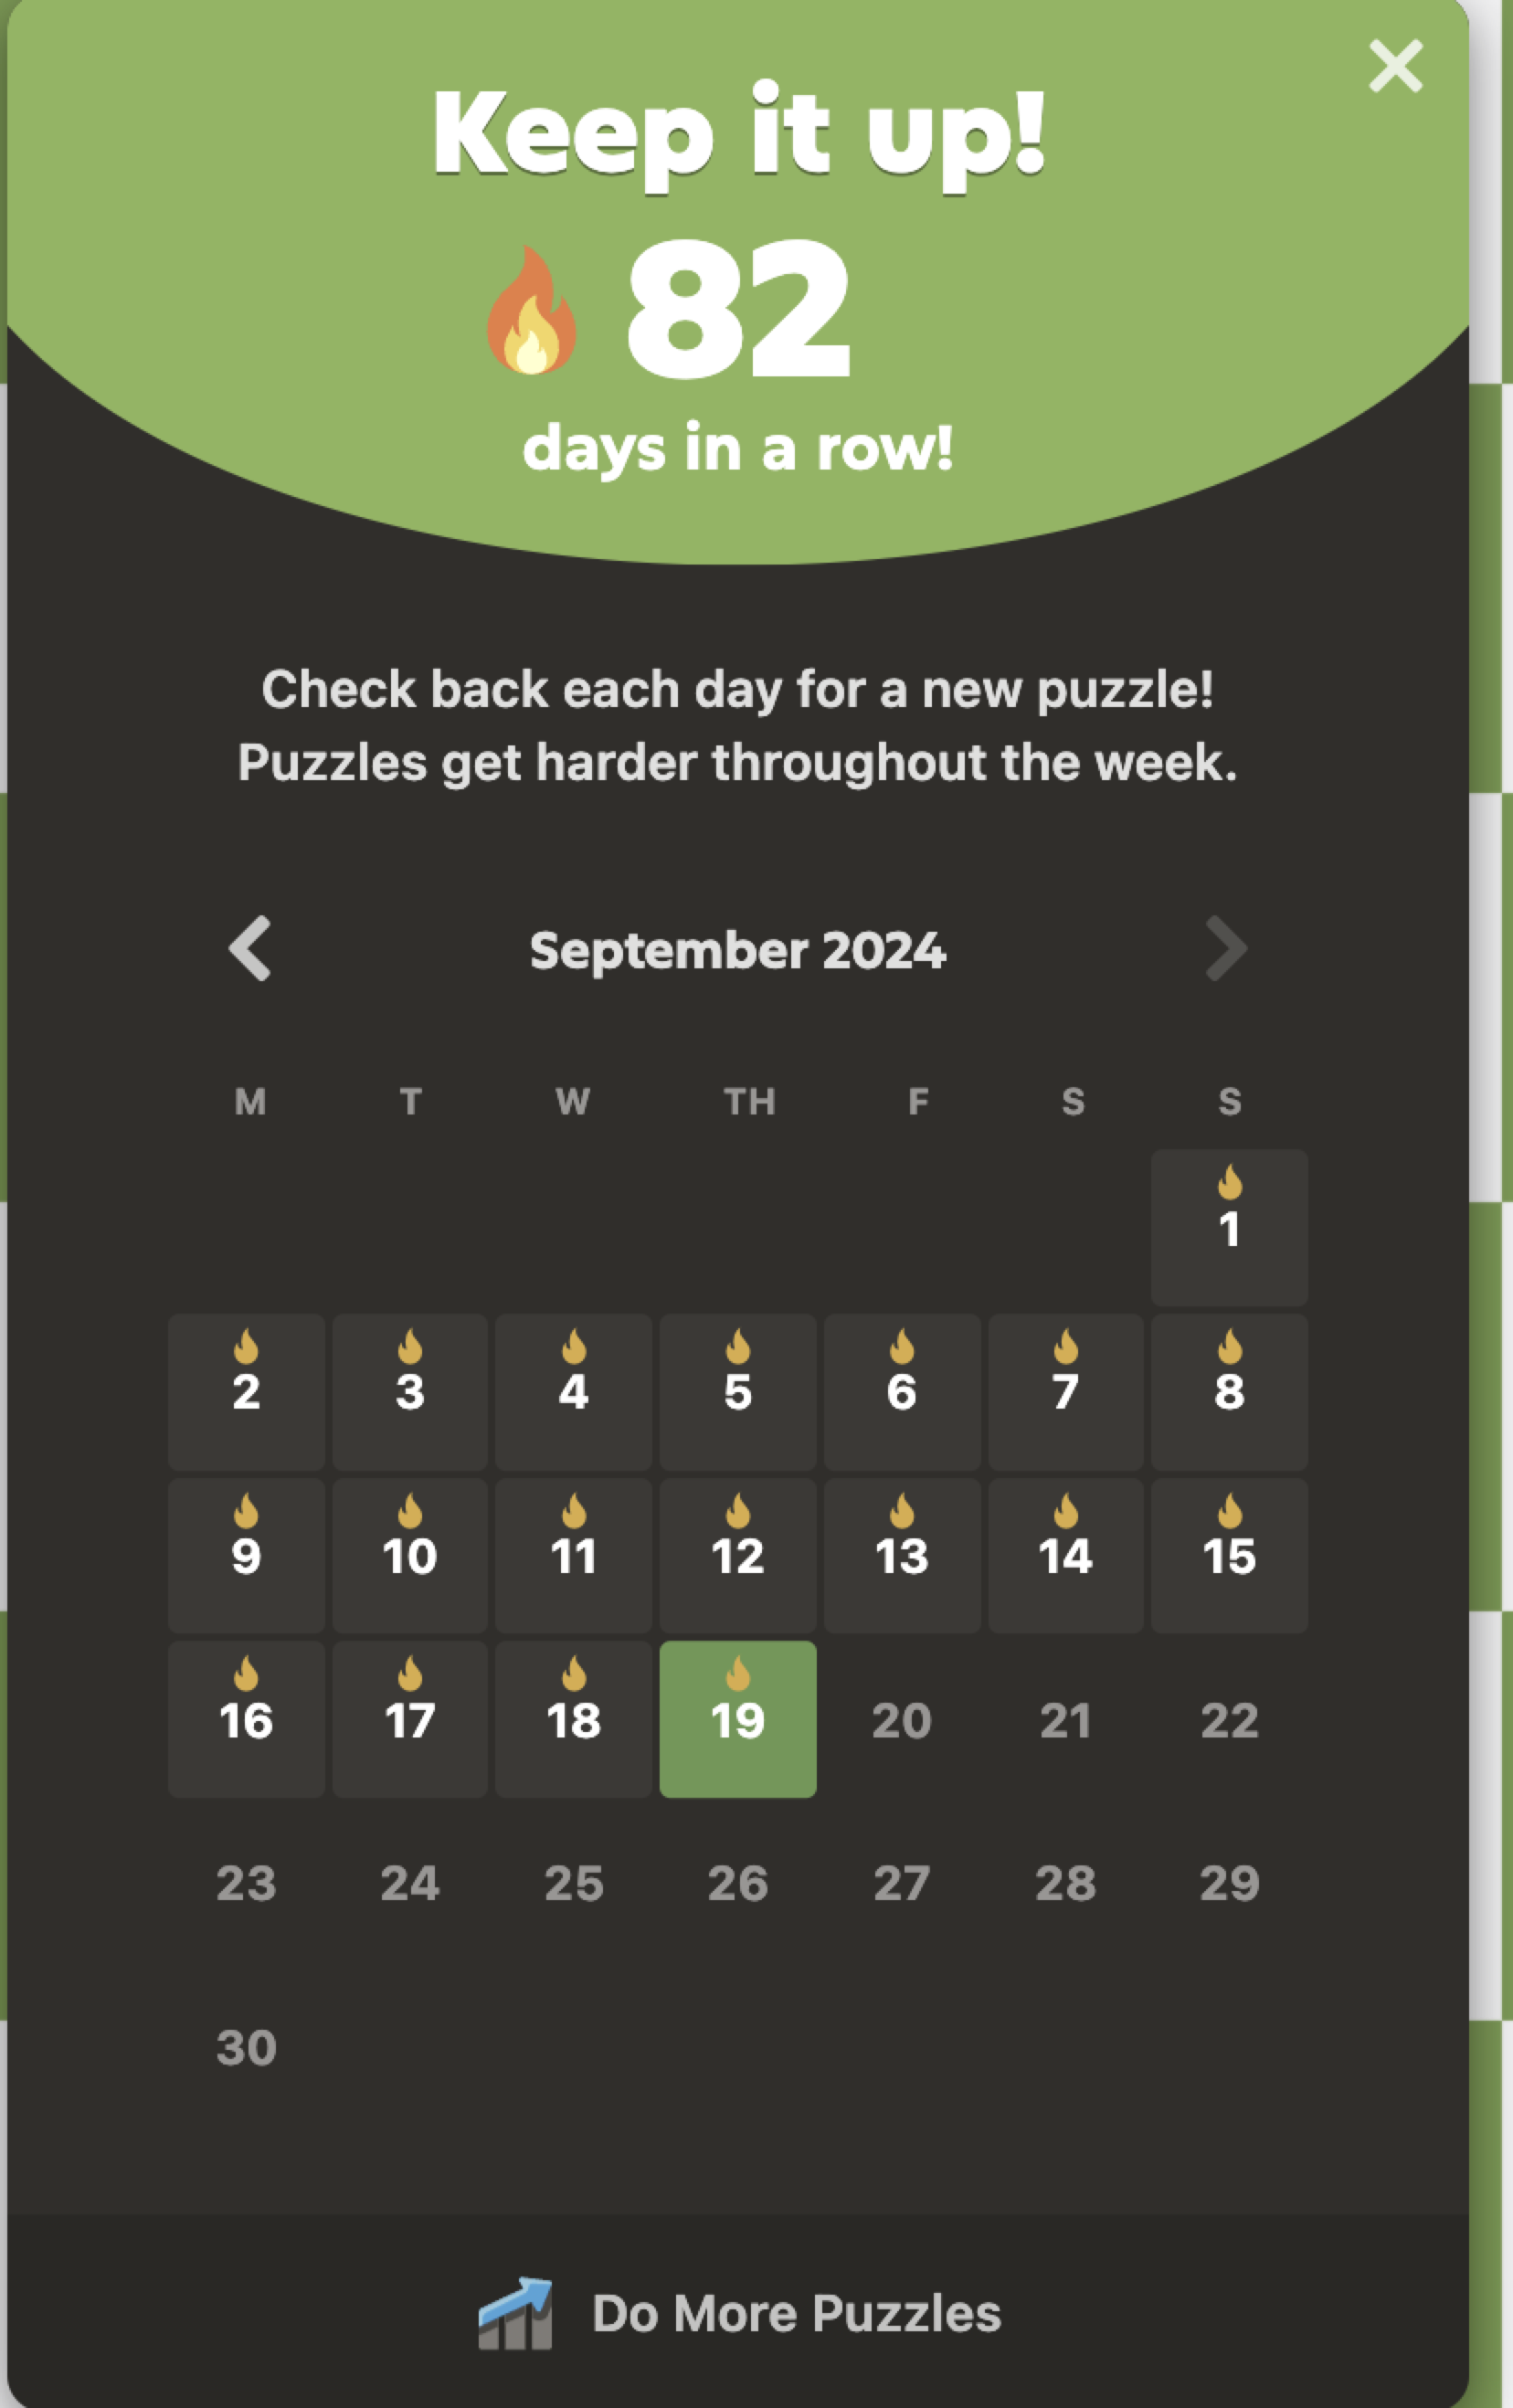 Keep it up!
82
days in a row!
Check back each day for a new puzzle!
Puzzles get harder throughout the week.
September 2024
M T W TH F S S
1
2 3 4 5 6 7 8
9 10 11 12 13 14 15
16 17 18 19 20 21 22
23 24 25 26 27 28 29
30
Do More Puzzles